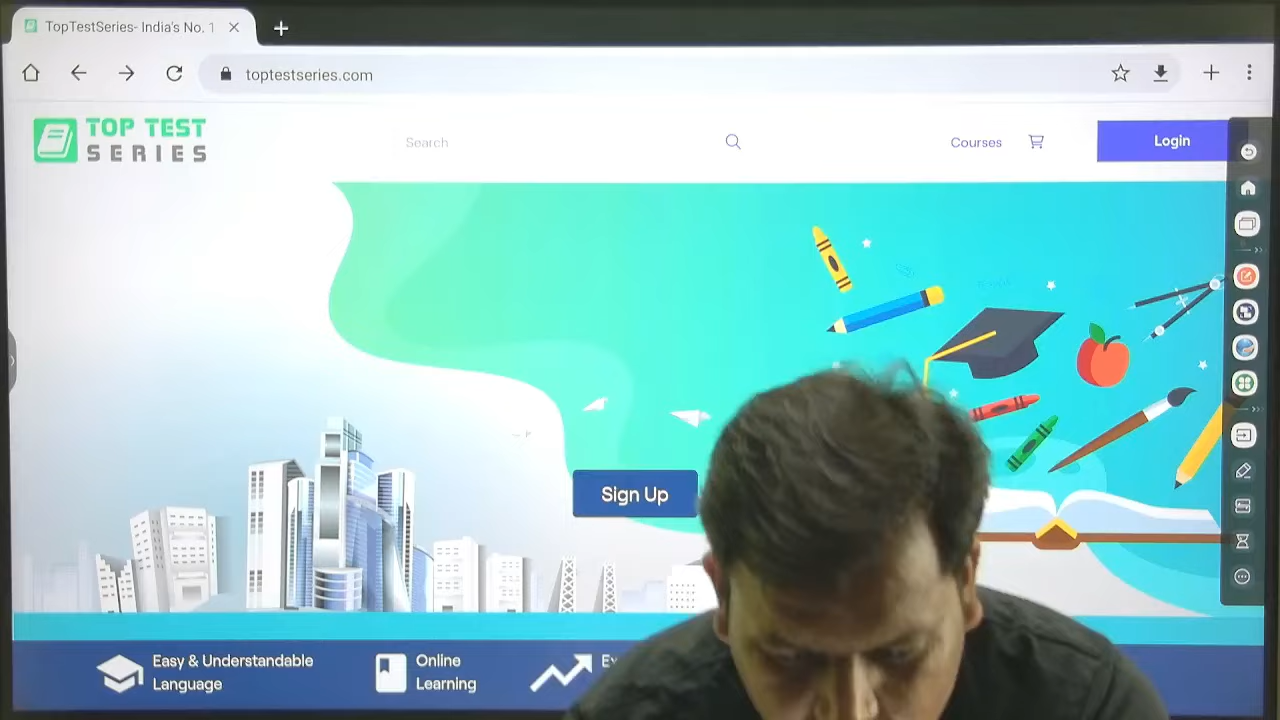 TopTestSeries- India's No. 1
toptestseries.com
TOP TEST
SERIES
Search
Courses
Login
Sign Up
Easy & Understandable
Language
Online
Learning